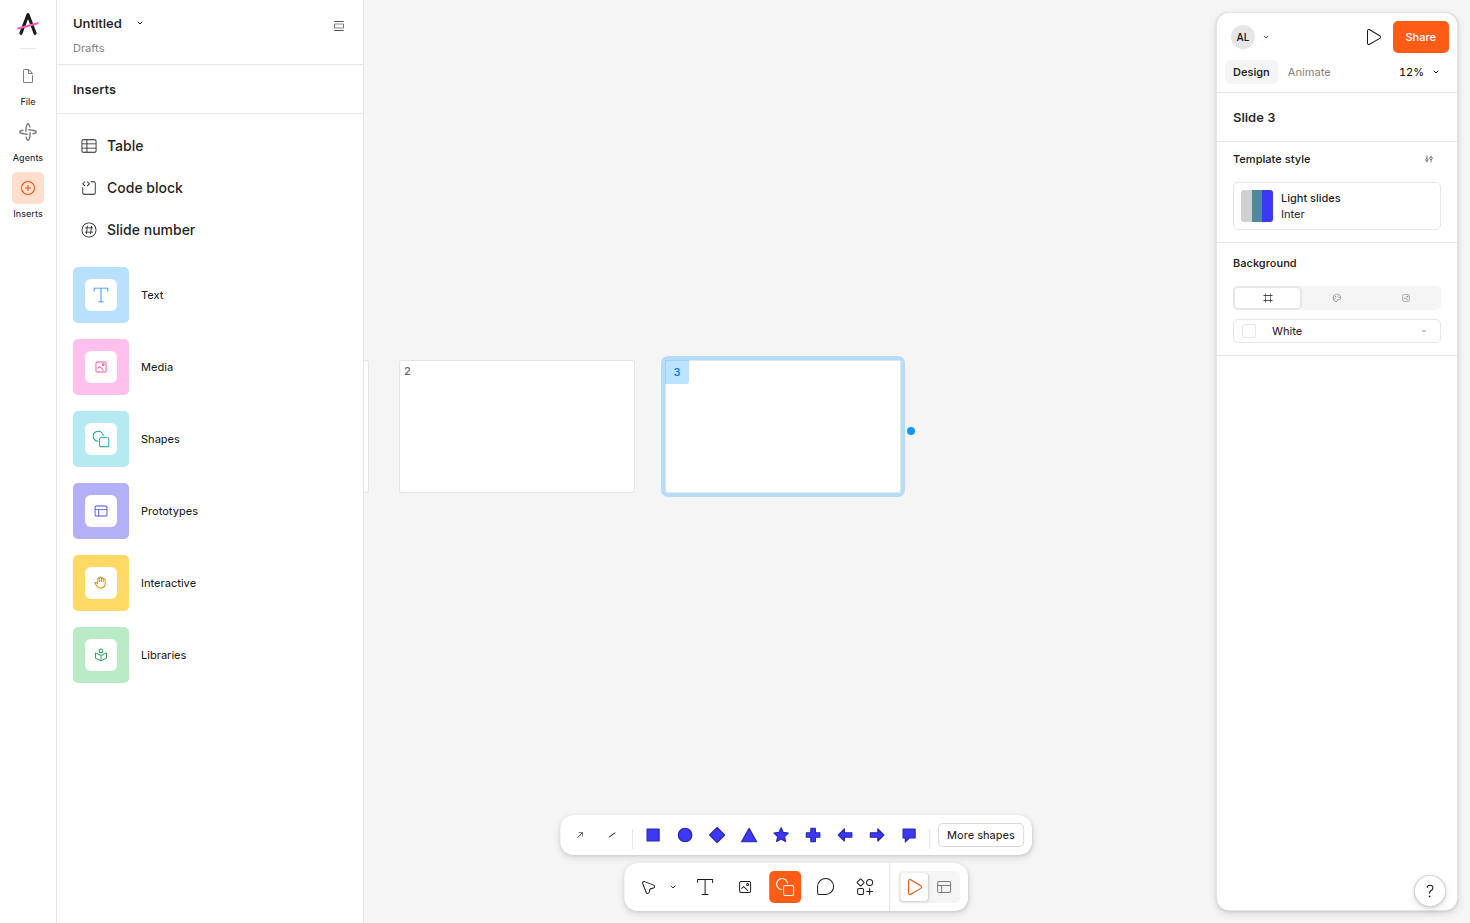 Untitled
Drafts
File
Agents
Inserts
Inserts
Table
Code block
Slide number
Text
Media
Shapes
Prototypes
Interactive
Libraries
2
3
More shapes
AL
Share
Design
Animate
12%
Slide 3
Template style
Light slides
Inter
Background
White
?